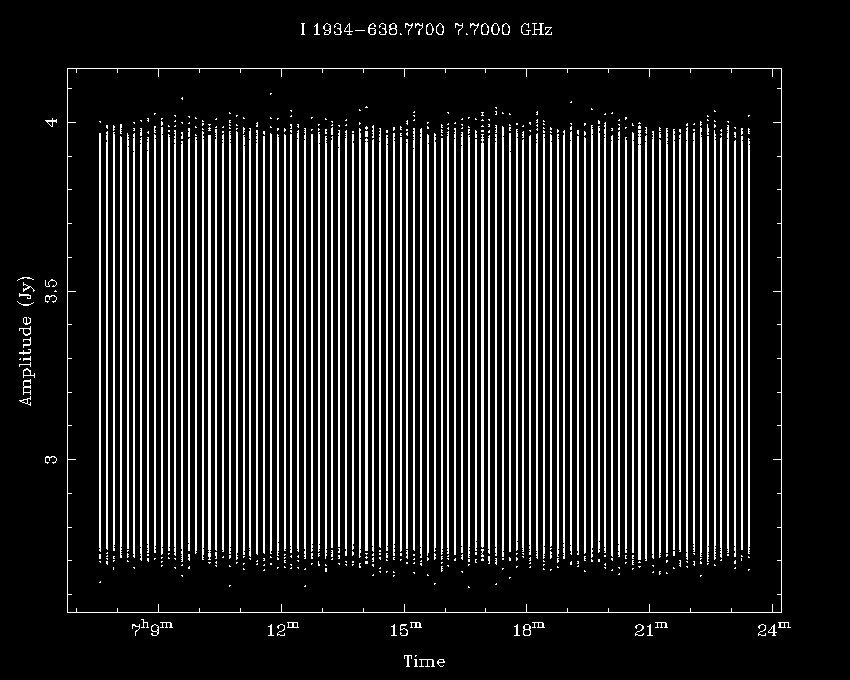 I 1934−638.7700 7.7000 GHz
4
3.5
3
Amplitude (Jy)
7ʰ9ᵐ 12ᵐ 15ᵐ 18ᵐ 21ᵐ 24ᵐ
Time